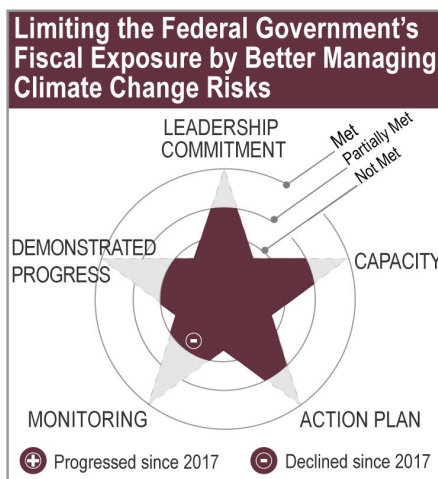 Limiting the Federal Government's
Fiscal Exposure by Better Managing
Climate Change Risks
LEADERSHIP
COMMITMENT
Met
Partially Met
Not Met
DEMONSTRATED
PROGRESS
CAPACITY
MONITORING
ACTION PLAN
Progressed since 2017
Declined since 2017